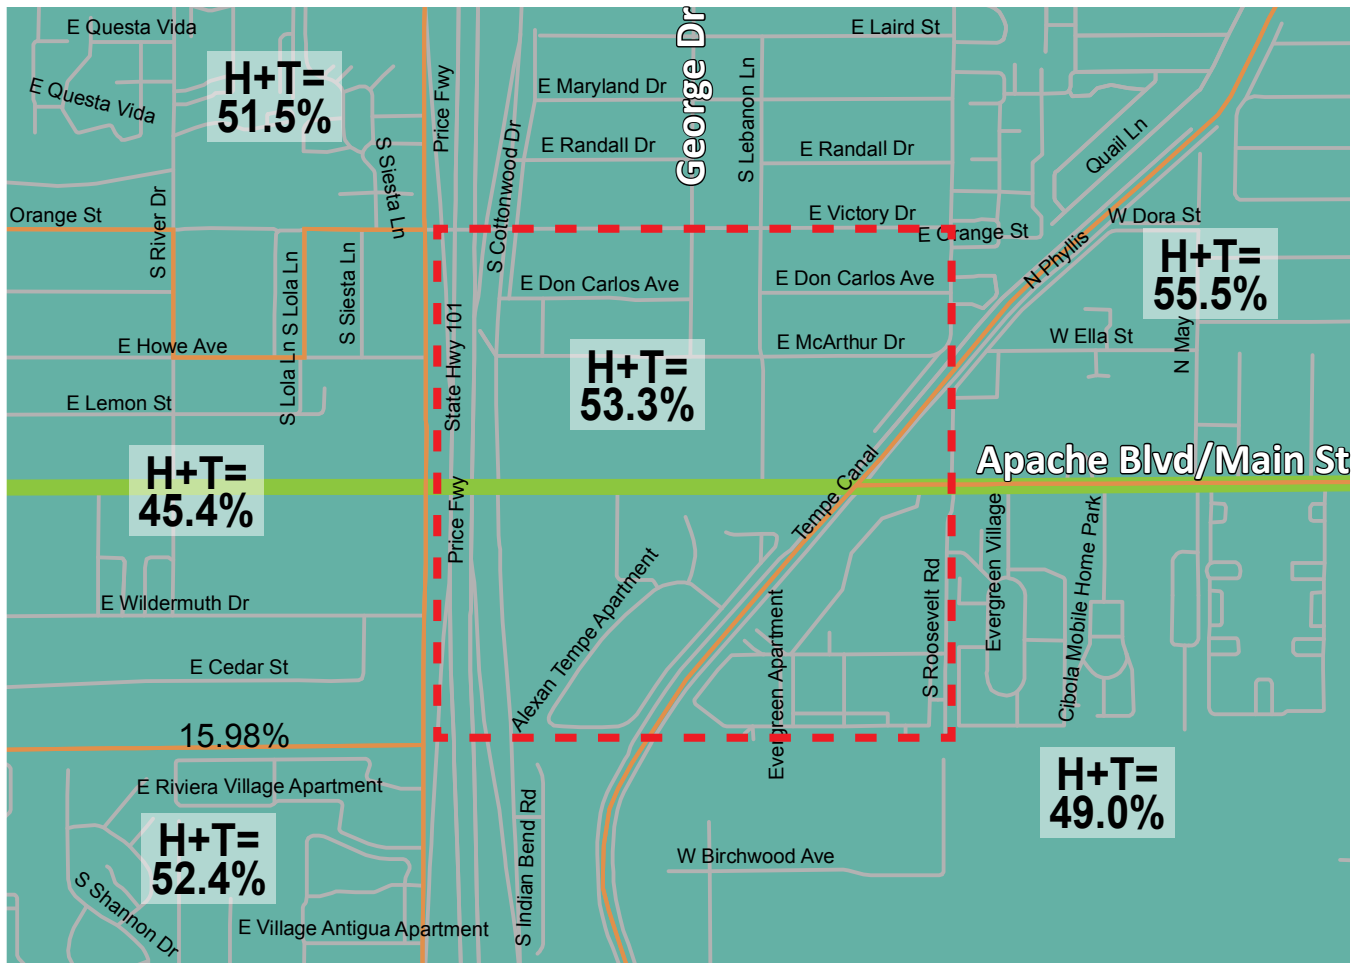 E Questa Vida
E Laird St
H+T=
51.5%
E Questa Vida
Price Fwy
E Maryland Dr
George Dr
S Lebanon Ln
Quail Ln
E Randall Dr
E Randall Dr
S Siesta Ln
S Cottonwood Dr
Orange St
S River Dr
E Victory Dr
W Dora St
E Orange St
N Phyllis
H+T=
55.5%
S Lola Ln
S Siesta Ln
E Don Carlos Ave
E Don Carlos Ave
State Hwy 101
E Howe Ave
E McArthur Dr
W Ella St
N May
S Lola Ln
H+T=
53.3%
E Lemon St
H+T=
45.4%
Apache Blvd/Main St
Tempe Canal
Price Fwy
Evergreen Village
Cibola Mobile Home Park
E Wildermuth Dr
Alexan Tempe Apartment
Evergreen Apartment
S Roosevelt Rd
E Cedar St
15.98%
E Riviera Village Apartment
H+T=
49.0%
H+T=
52.4%
S Indian Bend Rd
W Birchwood Ave
S Shannon Dr
E Village Antigua Apartment